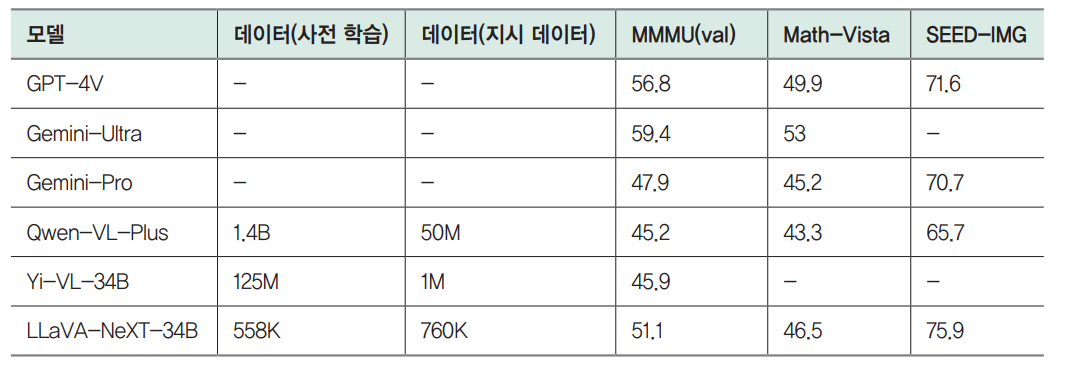 모델 데이터(사전 학습) 데이터(지시 데이터) MMMU(val) Math-Vista SEED-IMG
GPT-4V – – 56.8 49.9 71.6
Gemini-Ultra – – 59.4 53 –
Gemini-Pro – – 47.9 45.2 70.7
Qwen-VL-Plus 1.4B 50M 45.2 43.3 65.7
Yi-VL-34B 125M 1M 45.9 – –
LLaVA-NeXT-34B 558K 760K 51.1 46.5 75.9